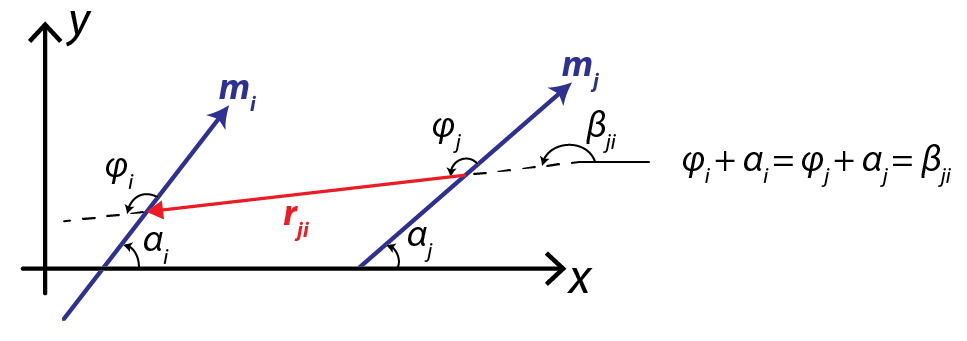 y
m_i
m_j
φ_j
β_ji
φ_i
φ_i + α_i = φ_j + α_j = β_ji
r_ji
α_i
α_j
x